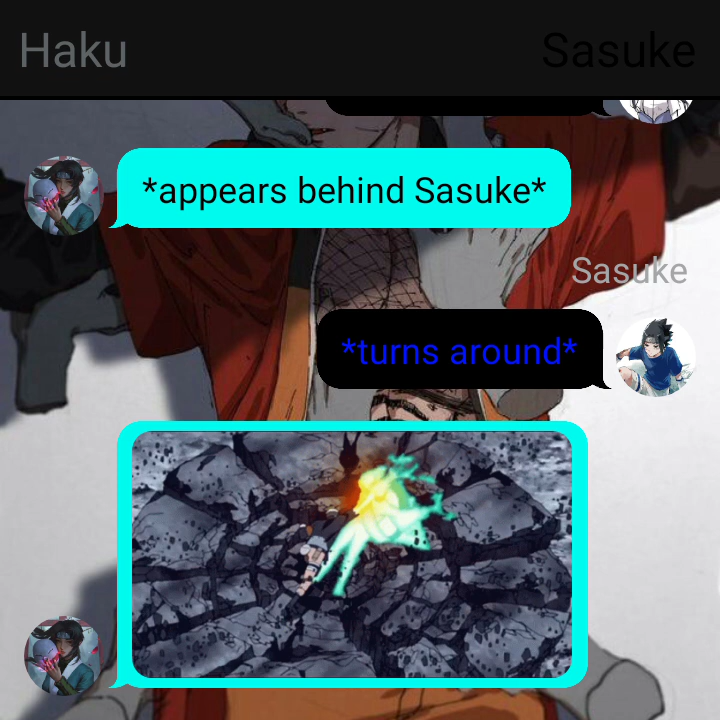 Haku
Sasuke
*appears behind Sasuke*
Sasuke
*turns around*